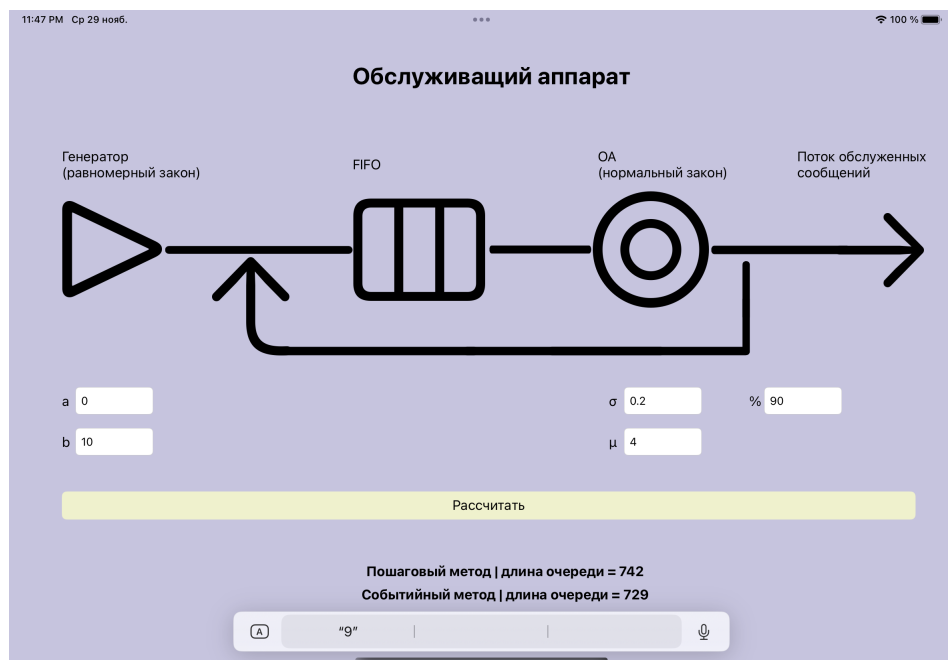 11:47 PM Ср 29 нояб.
100 %
Обслуживащий аппарат
Генератор
(равномерный закон)
FIFO
ОА
(нормальный закон)
Поток обслуженных
сообщений
a 0
σ 0.2
% 90
b 10
μ 4
Рассчитать
Пошаговый метод | длина очереди = 742
Событийный метод | длина очереди = 729
A
“9”